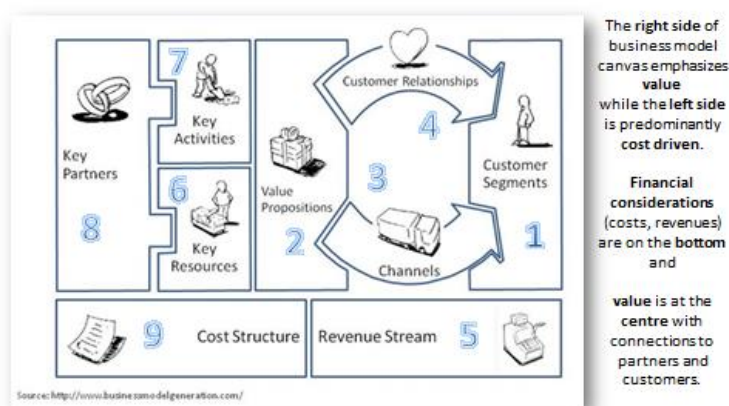 7
Key
Activities
Customer Relationships
4
Key
Partners
8
6
Key
Resources
Value
Propositions
2
3
Channels
Customer
Segments
1
9
Cost Structure
Revenue Stream
5
Source: http://www.businessmodelgeneration.com/
The right side of
business model
canvas emphasizes
value
while the left side
is predominantly
cost driven.
Financial
considerations
(costs, revenues)
are on the bottom
and
value is at the
centre with
connections to
partners and
customers.